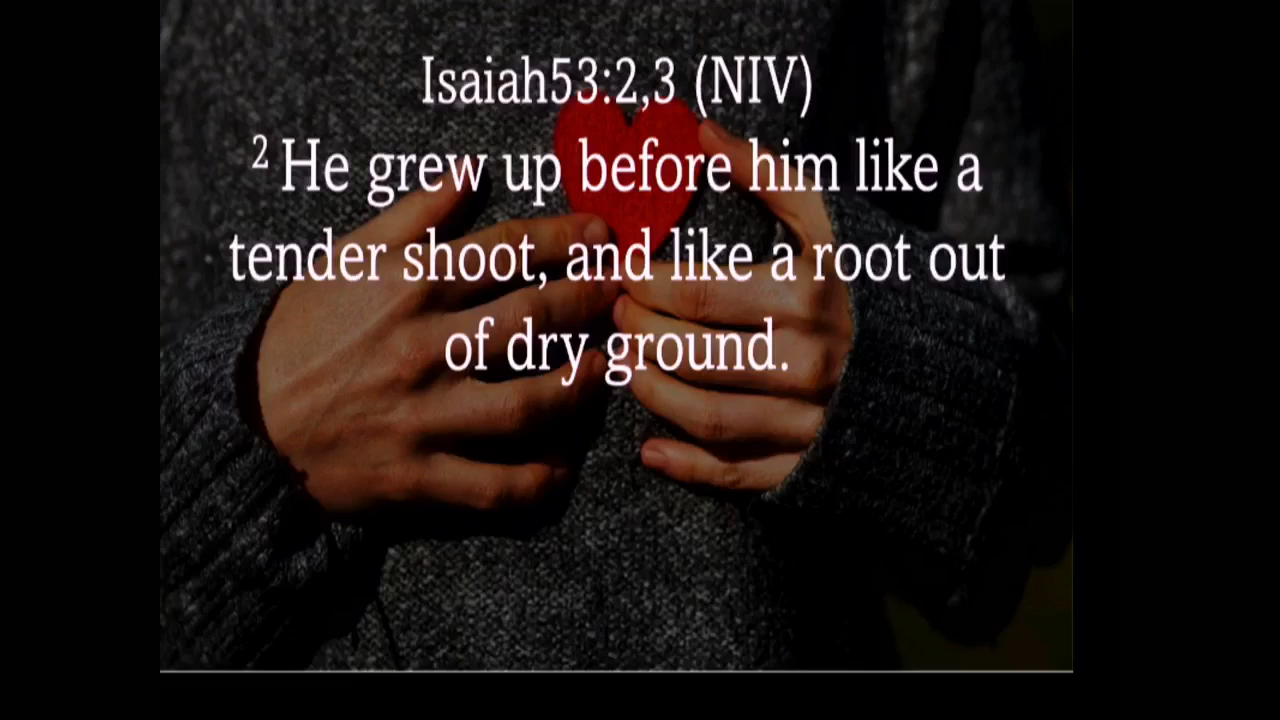 Isaiah53:2,3 (NIV)
2 He grew up before him like a
tender shoot, and like a root out
of dry ground.